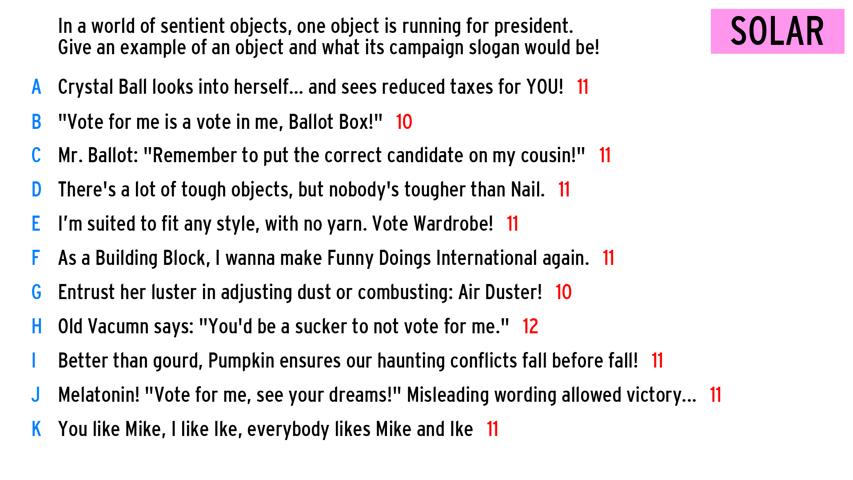 In a world of sentient objects, one object is running for president.
Give an example of an object and what its campaign slogan would be!
SOLAR
A Crystal Ball looks into herself... and sees reduced taxes for YOU! 11
B "Vote for me is a vote in me, Ballot Box!" 10
C Mr. Ballot: "Remember to put the correct candidate on my cousin!" 11
D There's a lot of tough objects, but nobody's tougher than Nail. 11
E I'm suited to fit any style, with no yarn. Vote Wardrobe! 11
F As a Building Block, I wanna make Funny Doings International again. 11
G Entrust her luster in adjusting dust or combusting: Air Duster! 10
H Old Vacumn says: "You'd be a sucker to not vote for me." 12
I Better than gourd, Pumpkin ensures our haunting conflicts fall before fall! 11
J Melatonin! "Vote for me, see your dreams!" Misleading wording allowed victory... 11
K You like Mike, I like Ike, everybody likes Mike and Ike 11